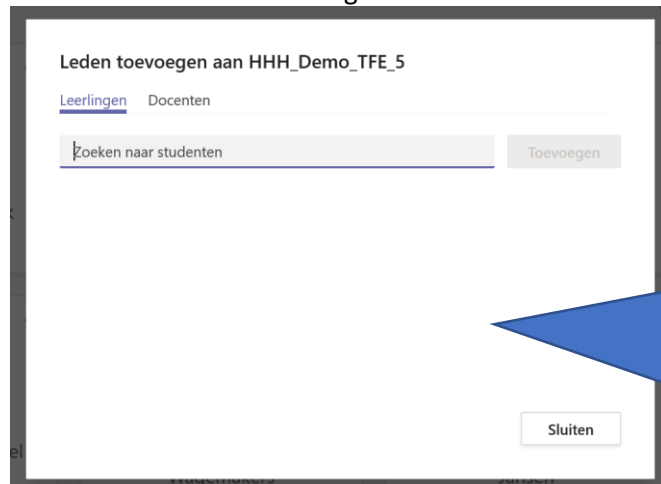 Leden toevoegen aan HHH_Demo_TFE_5
Leerlingen Docenten
Zoeken naar studenten Toevoegen
Sluiten